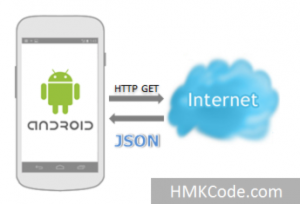 HTTP GET
Internet
ANDROID
JSON
HMKCode.com